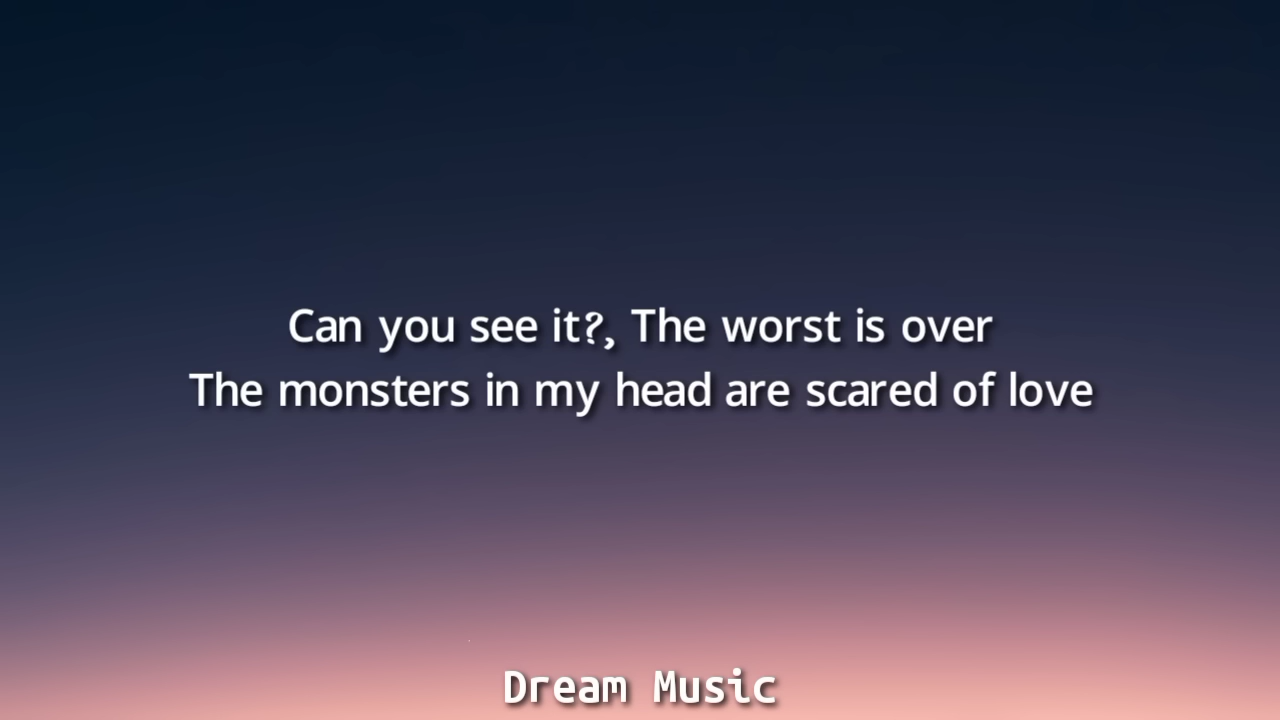 Can you see it?, The worst is over
The monsters in my head are scared of love
Dream Music